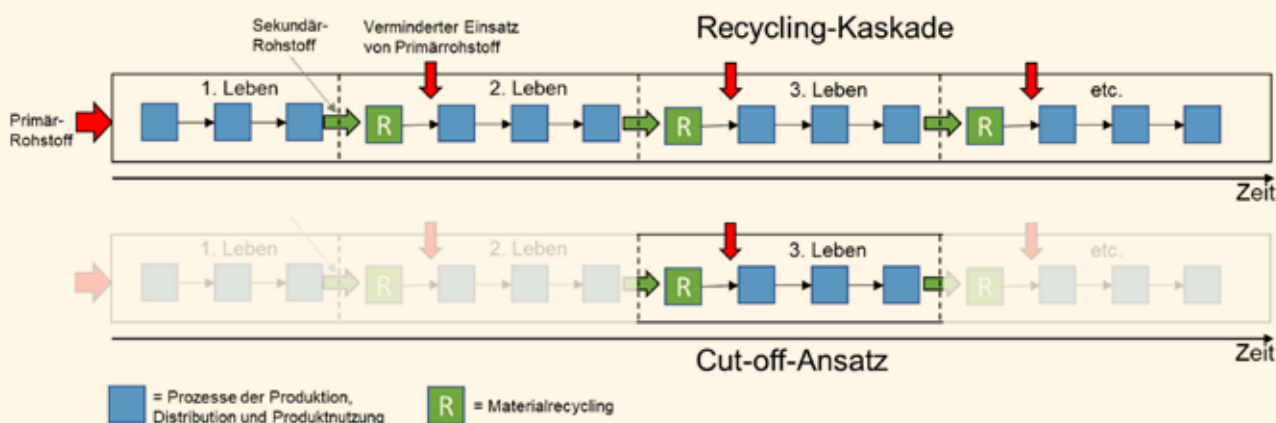 Recycling-Kaskade
Sekundär-
Rohstoff
Verminderter Einsatz
von Primärrohstoff
Primär-
Rohstoff
1. Leben
2. Leben
3. Leben
etc.
R
R
R
Zeit
1. Leben
2. Leben
3. Leben
etc.
R
R
R
Zeit
Cut-off-Ansatz
= Prozesse der Produktion,
Distribution und Produktnutzung
R
= Materialrecycling